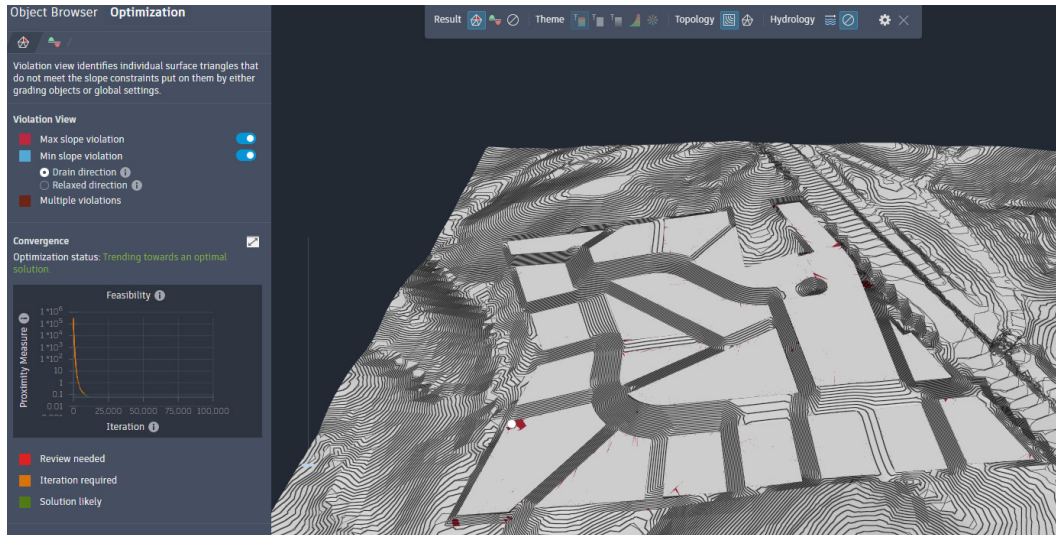 Object Browser Optimization
Result Theme Topology Hydrology
Violation view identifies individual surface triangles that
do not meet the slope constraints put on them by either
grading objects or global settings.
Violation View
Max slope violation
Min slope violation
Drain direction
Relaxed direction
Multiple violations
Convergence
Optimization status: Trending towards an optimal
solution.
Feasibility
Proximity Measure
1 *10^6
1 *10^5
1 *10^4
1 *10^3
1 *10^2
10
1
0.1
0.01
0 25,000 50,000 75,000 100,000
Iteration
Review needed
Iteration required
Solution likely